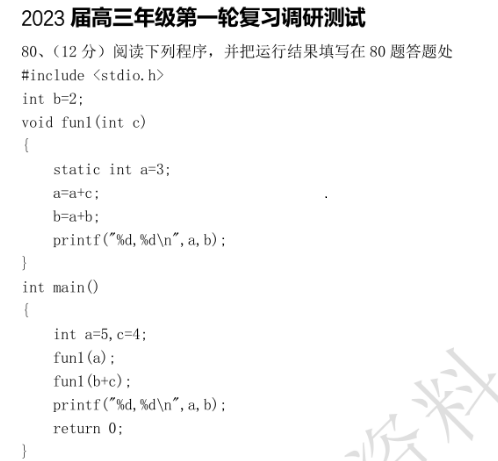 2023 届高三年级第一轮复习调研测试
80、（12 分）阅读下列程序，并把运行结果填写在 80 题答题处
#include <stdio.h>
int b=2;
void fun1(int c)
{
    static int a=3;
    a=a+c;
    b=a+b;
    printf("%d,%d\n",a,b);
}
int main()
{
    int a=5,c=4;
    fun1(a);
    fun1(b+c);
    printf("%d,%d\n",a,b);
    return 0;
}
资料